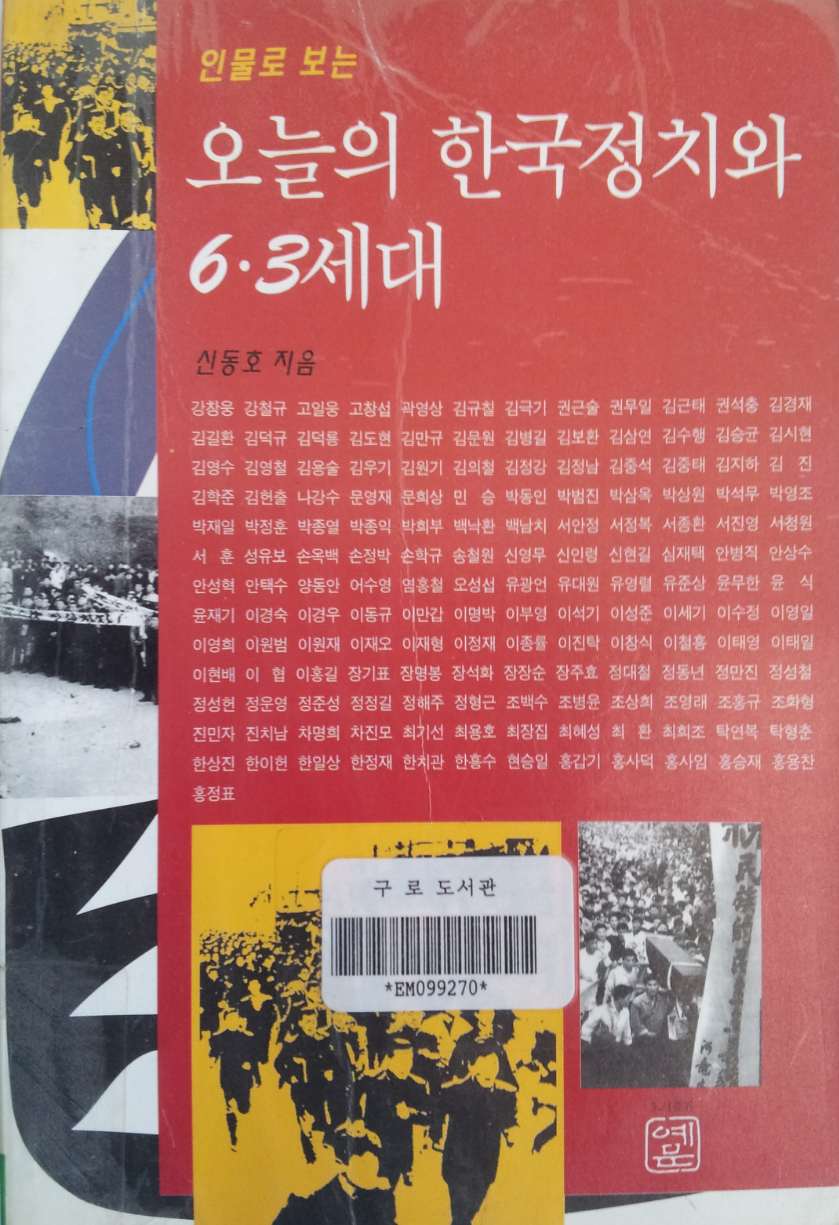 인물로 보는
오늘의 한국정치와
6·3세대
신동호 지음
강창웅 강철규 고일웅 고창섭 곽영상 김규칠 김극기 권근술 권무일 김근태 권석충 김경재
김길환 김덕규 김덕룡 김도현 김만규 김문원 김병길 김보환 김삼연 김수행 김승균 김시현
김영수 김영철 김용술 김우기 김원기 김의철 김정강 김정남 김중석 김중태 김지하 김 진
김학준 김헌출 나강수 문영재 문희상 민 승 박동인 박범진 박삼옥 박상원 박석무 박영조
박재일 박정훈 박종열 박종익 박희부 백낙환 백남치 서안정 서정복 서종환 서진영 서청원
서 훈 성유보 손옥백 손정박 손학규 송철원 신영무 신인령 신현길 심재택 안병직 안상수
안성혁 안택수 양동안 어수영 염홍철 오성섭 유광언 유대원 유영렬 유준상 윤무한 윤 식
윤재기 이경숙 이경우 이동규 이만갑 이명박 이부영 이석기 이성준 이세기 이수정 이영일
이영희 이원범 이원재 이재오 이재형 이정재 이종률 이진탁 이창식 이철흥 이태영 이태일
이현배 이 협 이홍길 장기표 장명봉 장석화 장장순 장주효 정대철 정동년 정만진 정성철
정성헌 정운영 정준성 정정길 정해주 정형근 조백수 조병윤 조상희 조영래 조홍규 조화형
진민자 진치남 차명희 차진모 최기선 최용호 최장집 최혜성 최 환 최희조 탁연복 탁형춘
한상진 한이헌 한일상 한정재 한치관 한흥수 현승일 홍갑기 홍사덕 홍사임 홍승재 홍용찬
홍정표
구 로 도서관
*EM099270*
예문